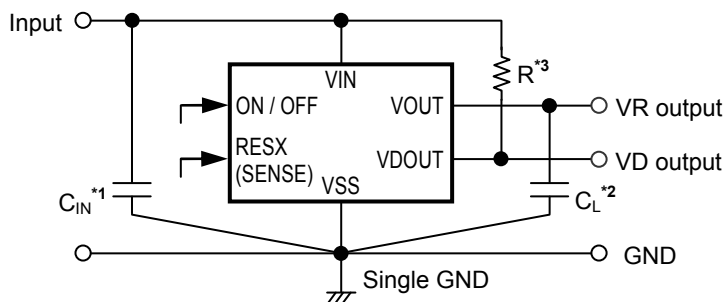 Input
VIN
R*3
ON / OFF
VOUT
VR output
RESX
(SENSE)
VDOUT
VD output
VSS
CIN*1
CL*2
GND
Single GND